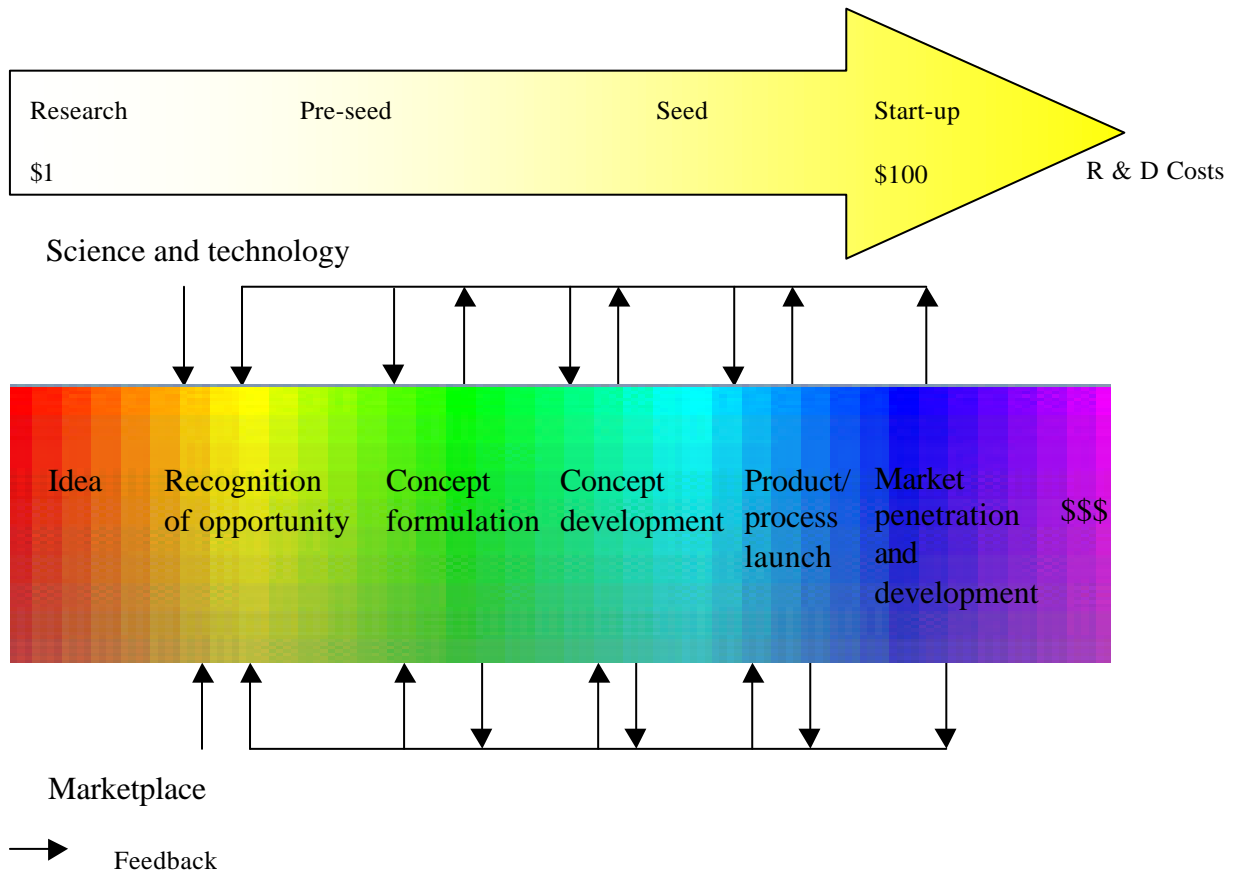 Research Pre-seed Seed Start-up
$1 $100 R & D Costs
Science and technology
Idea
Recognition
of opportunity
Concept
formulation
Concept
development
Product/
process
launch
Market
penetration
and
development
$$$
Marketplace
Feedback